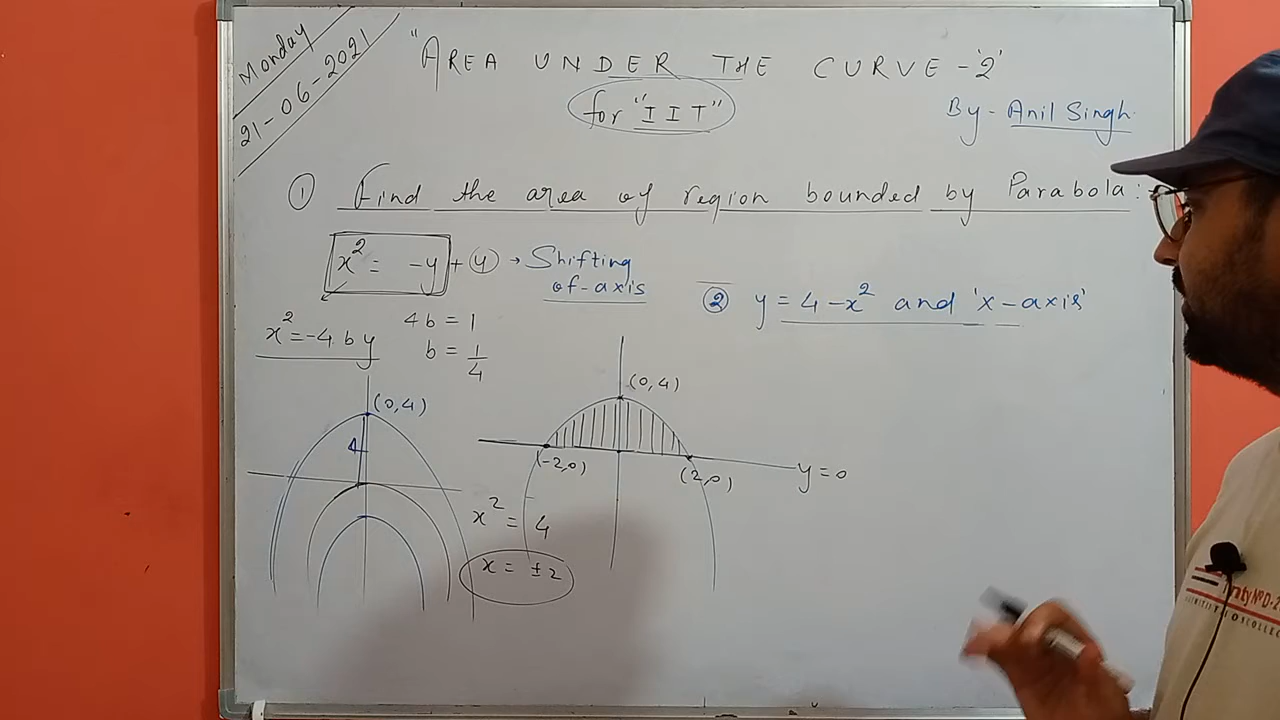 Monday
21-06-2021
"AREA UNDER THE CURVE - '2'
for "IIT"
By - Anil Singh
① Find the area of region bounded by Parabola:
x² = -y + 4 → Shifting
of-axis
② y = 4 - x² and 'x-axis'
x² = -4by
4b = 1
b = 1/4
(0,4)
4
(0,4)
(-2,0)
(2,0)
y = 0
x² = 4
x = ±2